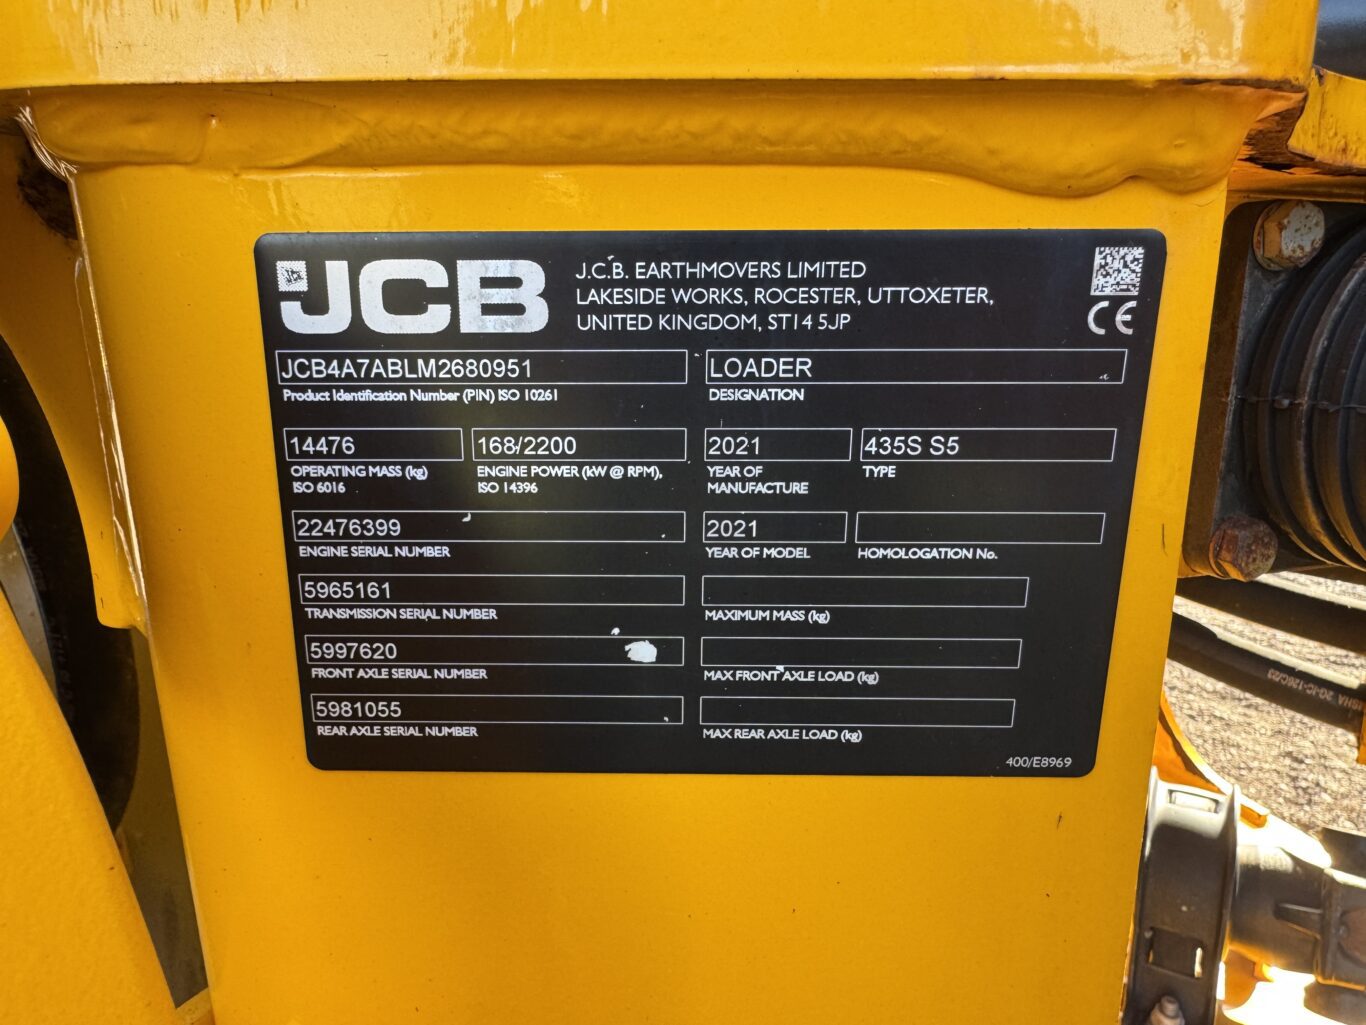 JCB
J.C.B. EARTHMOVERS LIMITED
LAKESIDE WORKS, ROCESTER, UTTOXETER,
UNITED KINGDOM, ST14 5JP
CE
JCB4A7ABLM2680951
Product Identification Number (PIN) ISO 10261
LOADER
DESIGNATION
14476
OPERATING MASS (kg)
ISO 6016
168/2200
ENGINE POWER (kW @ RPM),
ISO 14396
2021
YEAR OF
MANUFACTURE
435S S5
TYPE
22476399
ENGINE SERIAL NUMBER
2021
YEAR OF MODEL
HOMOLOGATION No.
5965161
TRANSMISSION SERIAL NUMBER
MAXIMUM MASS (kg)
5997620
FRONT AXLE SERIAL NUMBER
MAX FRONT AXLE LOAD (kg)
5981055
REAR AXLE SERIAL NUMBER
MAX REAR AXLE LOAD (kg)
400/E8969